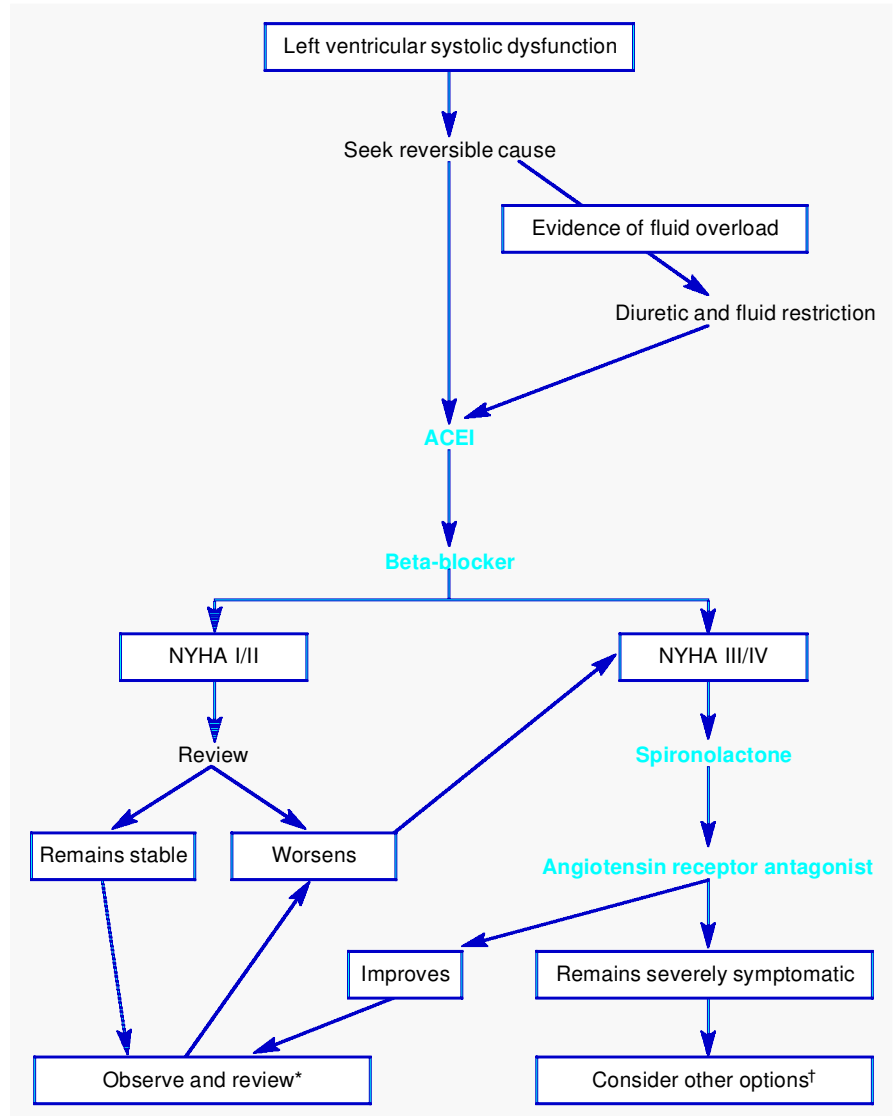 Left ventricular systolic dysfunction
Seek reversible cause
Evidence of fluid overload
Diuretic and fluid restriction
ACEI
Beta-blocker
NYHA I/II
NYHA III/IV
Review
Spironolactone
Remains stable
Worsens
Angiotensin receptor antagonist
Improves
Remains severely symptomatic
Observe and review*
Consider other options†